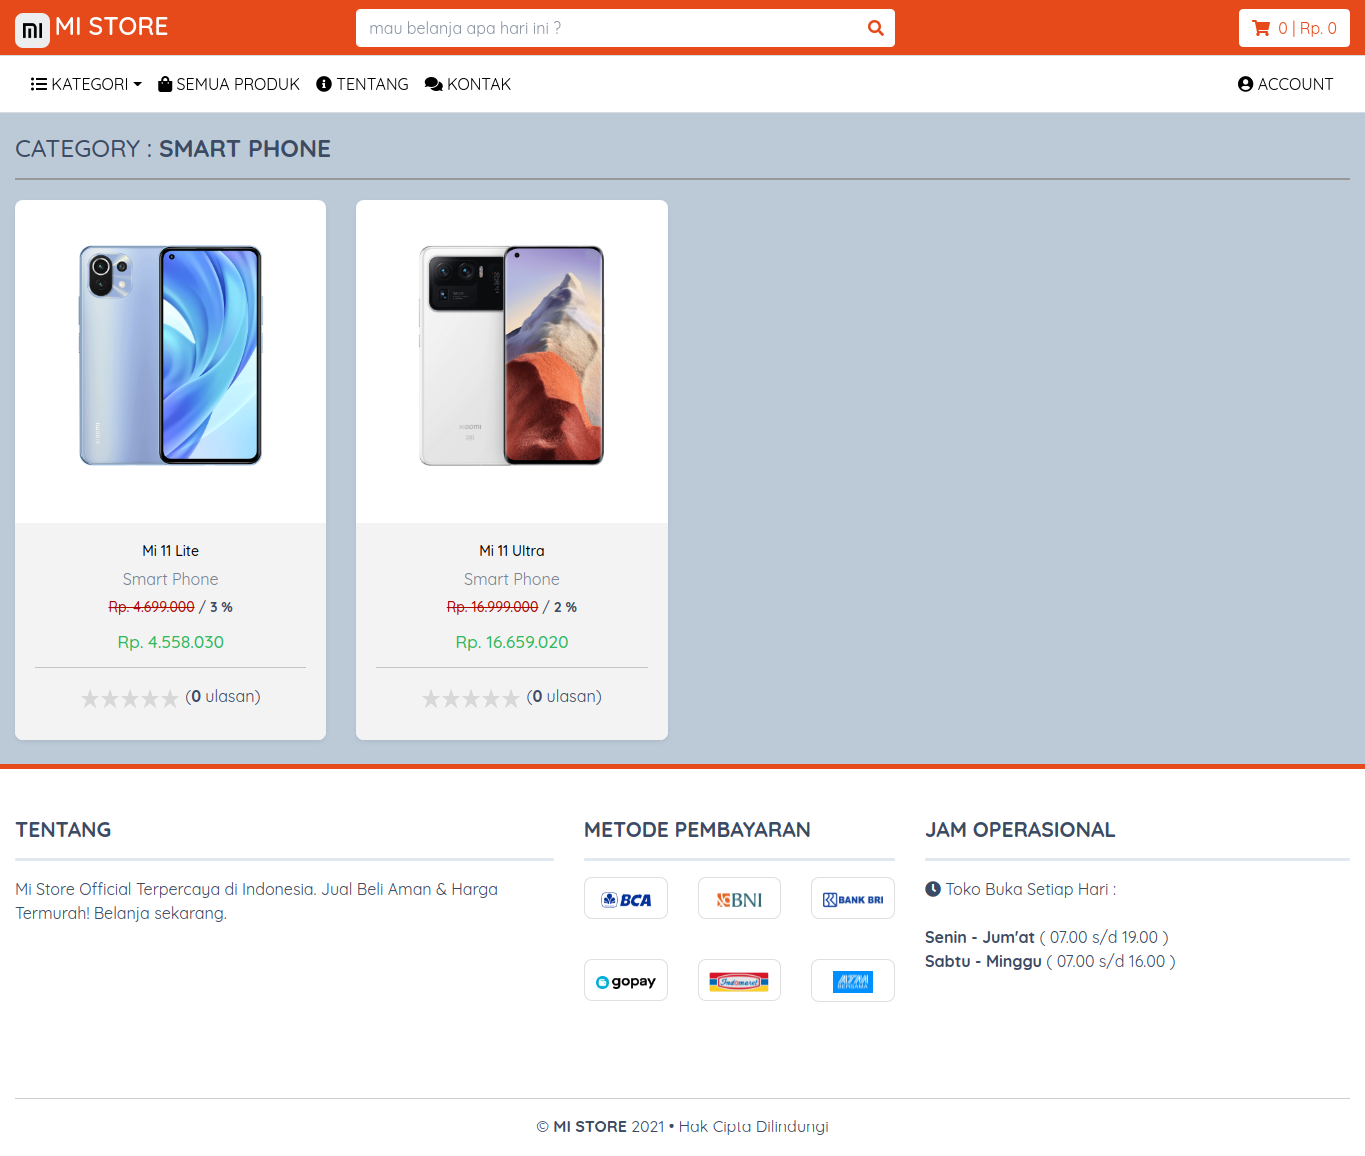 MI STORE
mau belanja apa hari ini ?
0 | Rp. 0
KATEGORI
SEMUA PRODUK
TENTANG
KONTAK
ACCOUNT
CATEGORY : SMART PHONE
xiaomi
Mi 11 Lite
Smart Phone
Rp. 4.699.000 / 3 %
Rp. 4.558.030
(0 ulasan)
xiaomi
Mi 11 Ultra
Smart Phone
Rp. 16.999.000 / 2 %
Rp. 16.659.020
(0 ulasan)
TENTANG
Mi Store Official Terpercaya di Indonesia. Jual Beli Aman & Harga
Termurah! Belanja sekarang.
METODE PEMBAYARAN
BCA
BNI
BANK BRI
gopay
Indomaret
ATM
BERSAMA
JAM OPERASIONAL
Toko Buka Setiap Hari :
Senin - Jum'at ( 07.00 s/d 19.00 )
Sabtu - Minggu ( 07.00 s/d 16.00 )
© MI STORE 2021 • Hak Cipta Dilindungi